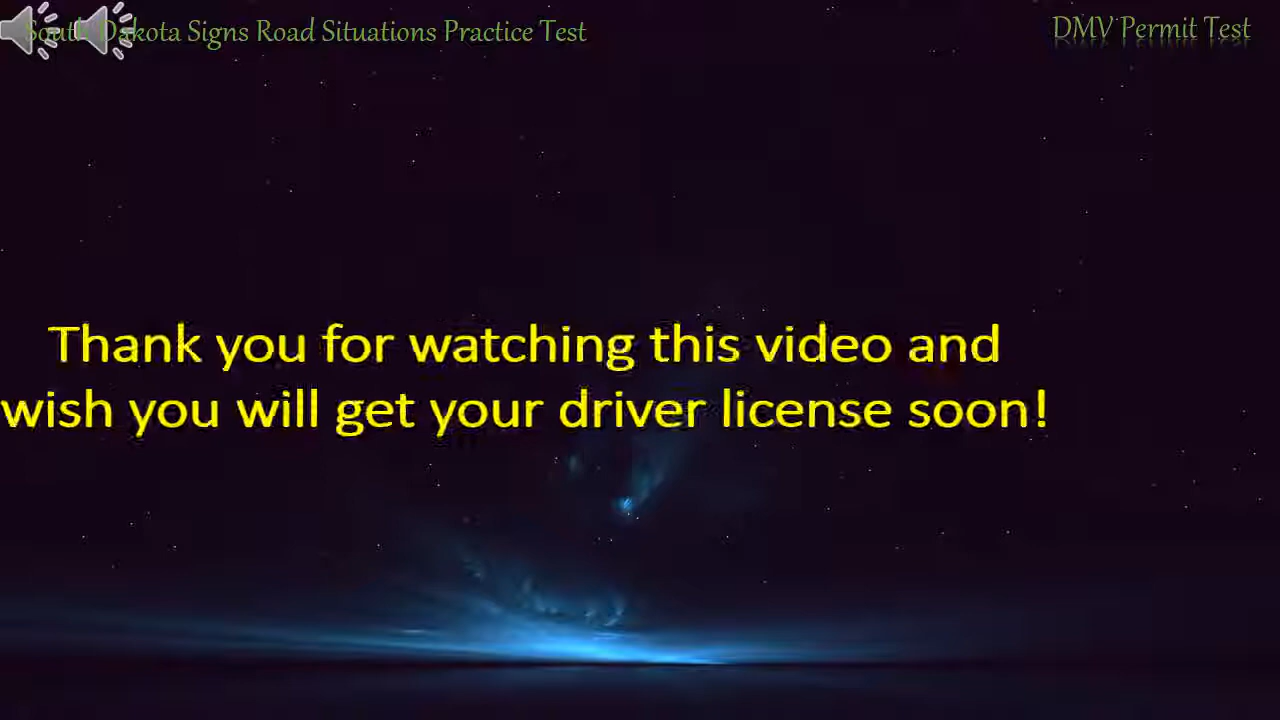 South Dakota Signs Road Situations Practice Test
DMV Permit Test
Thank you for watching this video and
wish you will get your driver license soon!